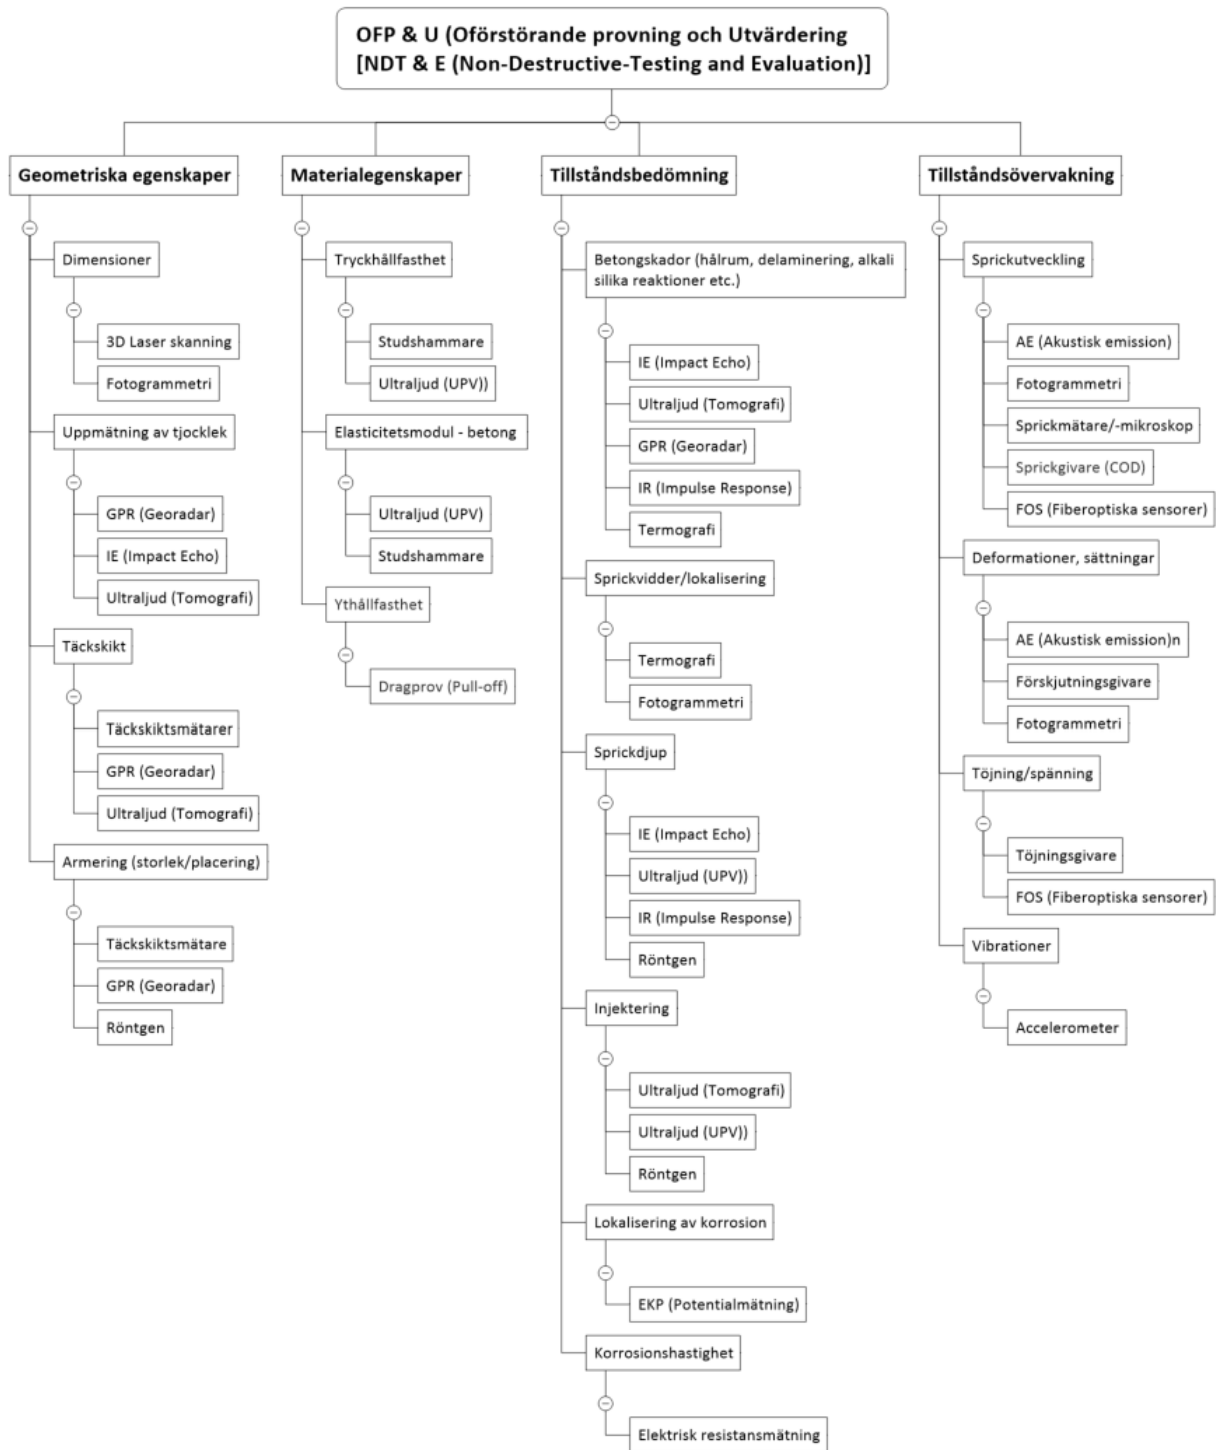 OFP & U (Oförstörande provning och Utvärdering
[NDT & E (Non-Destructive-Testing and Evaluation)]
Geometriska egenskaper
Dimensioner
3D Laser skanning
Fotogrammetri
Uppmätning av tjocklek
GPR (Georadar)
IE (Impact Echo)
Ultraljud (Tomografi)
Täckskikt
Täckskiktsmätarer
GPR (Georadar)
Ultraljud (Tomografi)
Armering (storlek/placering)
Täckskiktsmätare
GPR (Georadar)
Röntgen
Materialegenskaper
Tryckhållfasthet
Studshammare
Ultraljud (UPV))
Elasticitetsmodul - betong
Ultraljud (UPV)
Studshammare
Ythållfasthet
Dragprov (Pull-off)
Tillståndsbedömning
Betongskador (hålrum, delaminering, alkali
silika reaktioner etc.)
IE (Impact Echo)
Ultraljud (Tomografi)
GPR (Georadar)
IR (Impulse Response)
Termografi
Sprickvidder/lokalisering
Termografi
Fotogrammetri
Sprickdjup
IE (Impact Echo)
Ultraljud (UPV))
IR (Impulse Response)
Röntgen
Injektering
Ultraljud (Tomografi)
Ultraljud (UPV))
Röntgen
Lokalisering av korrosion
EKP (Potentialmätning)
Korrosionshastighet
Elektrisk resistansmätning
Tillståndsövervakning
Sprickutveckling
AE (Akustisk emission)
Fotogrammetri
Sprickmätare/-mikroskop
Sprickgivare (COD)
FOS (Fiberoptiska sensorer)
Deformationer, sättningar
AE (Akustisk emission)n
Förskjutningsgivare
Fotogrammetri
Töjning/spänning
Töjningsgivare
FOS (Fiberoptiska sensorer)
Vibrationer
Accelerometer